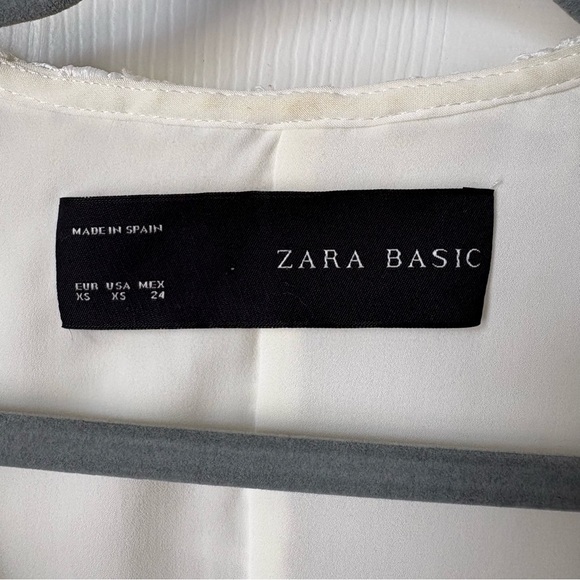 MADE IN SPAIN
ZARA BASIC
EUR USA MEX
XS XS 24